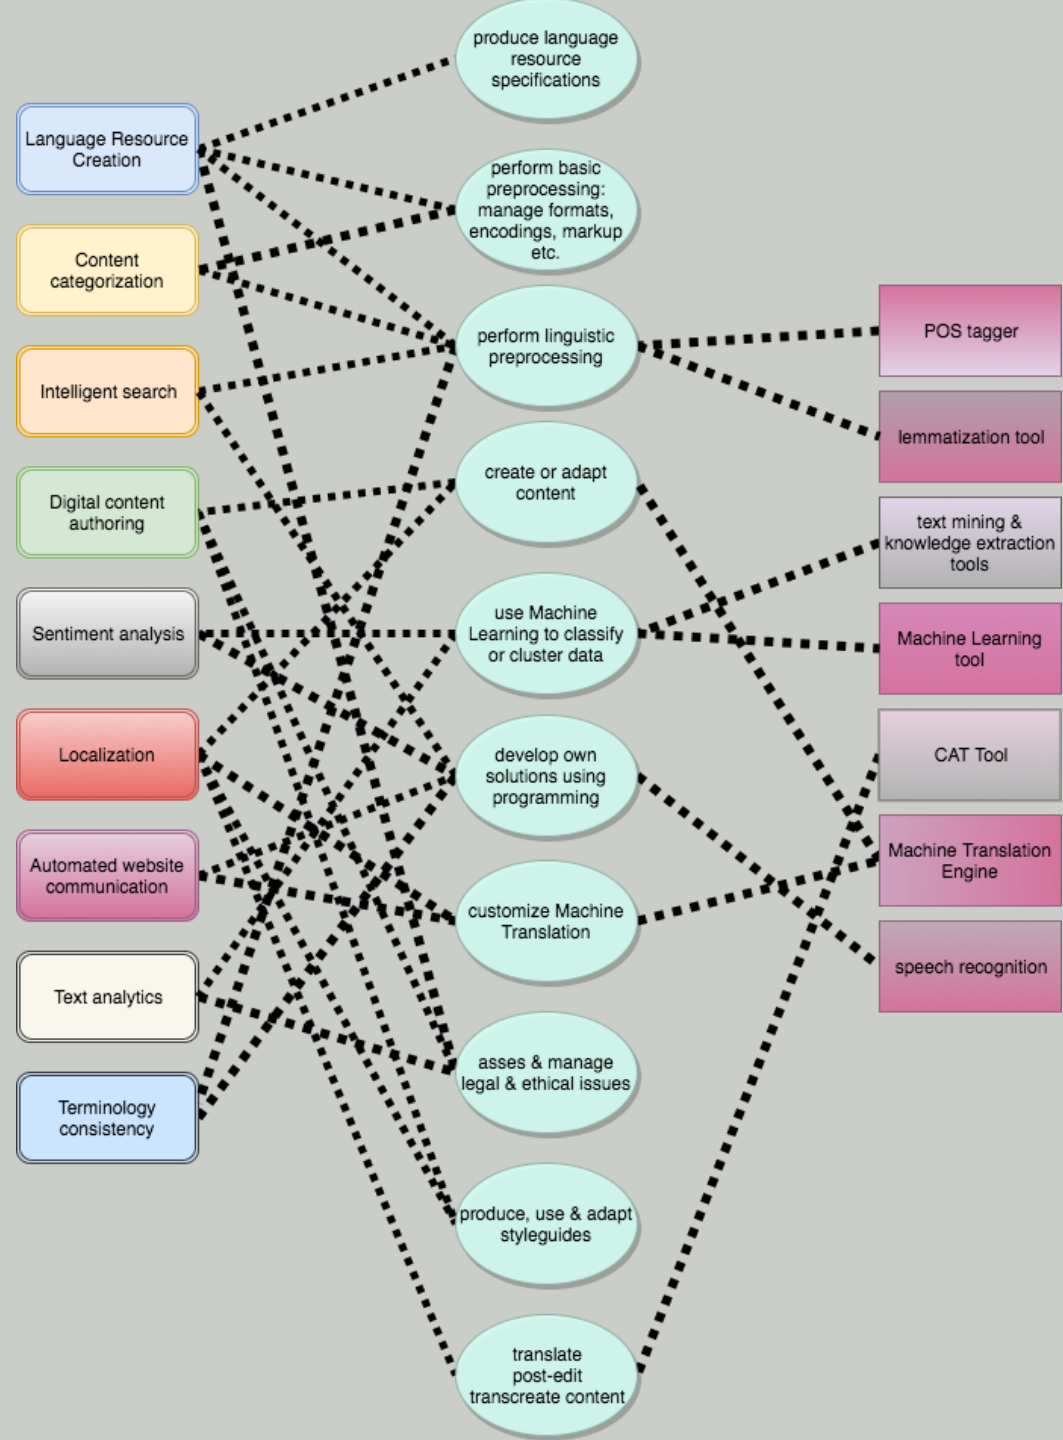 produce language
resource
specifications
Language Resource
Creation
perform basic
preprocessing:
manage formats,
encodings, markup
etc.
Content
categorization
perform linguistic
preprocessing
POS tagger
Intelligent search
lemmatization tool
create or adapt
content
Digital content
authoring
text mining &
knowledge extraction
tools
use Machine
Learning to classify
or cluster data
Sentiment analysis
Machine Learning
tool
Localization
develop own
solutions using
programming
CAT Tool
Automated website
communication
Machine Translation
Engine
customize Machine
Translation
speech recognition
Text analytics
asses & manage
legal & ethical issues
Terminology
consistency
produce, use & adapt
styleguides
translate
post-edit
transcreate content